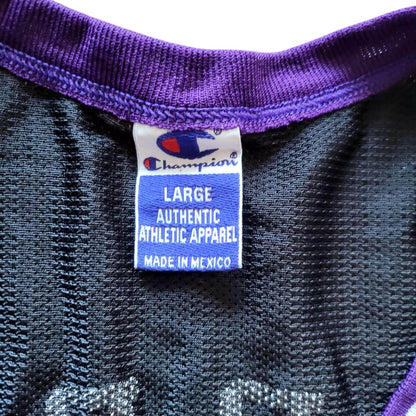 Champion®
LARGE
AUTHENTIC
ATHLETIC APPAREL
MADE IN MEXICO